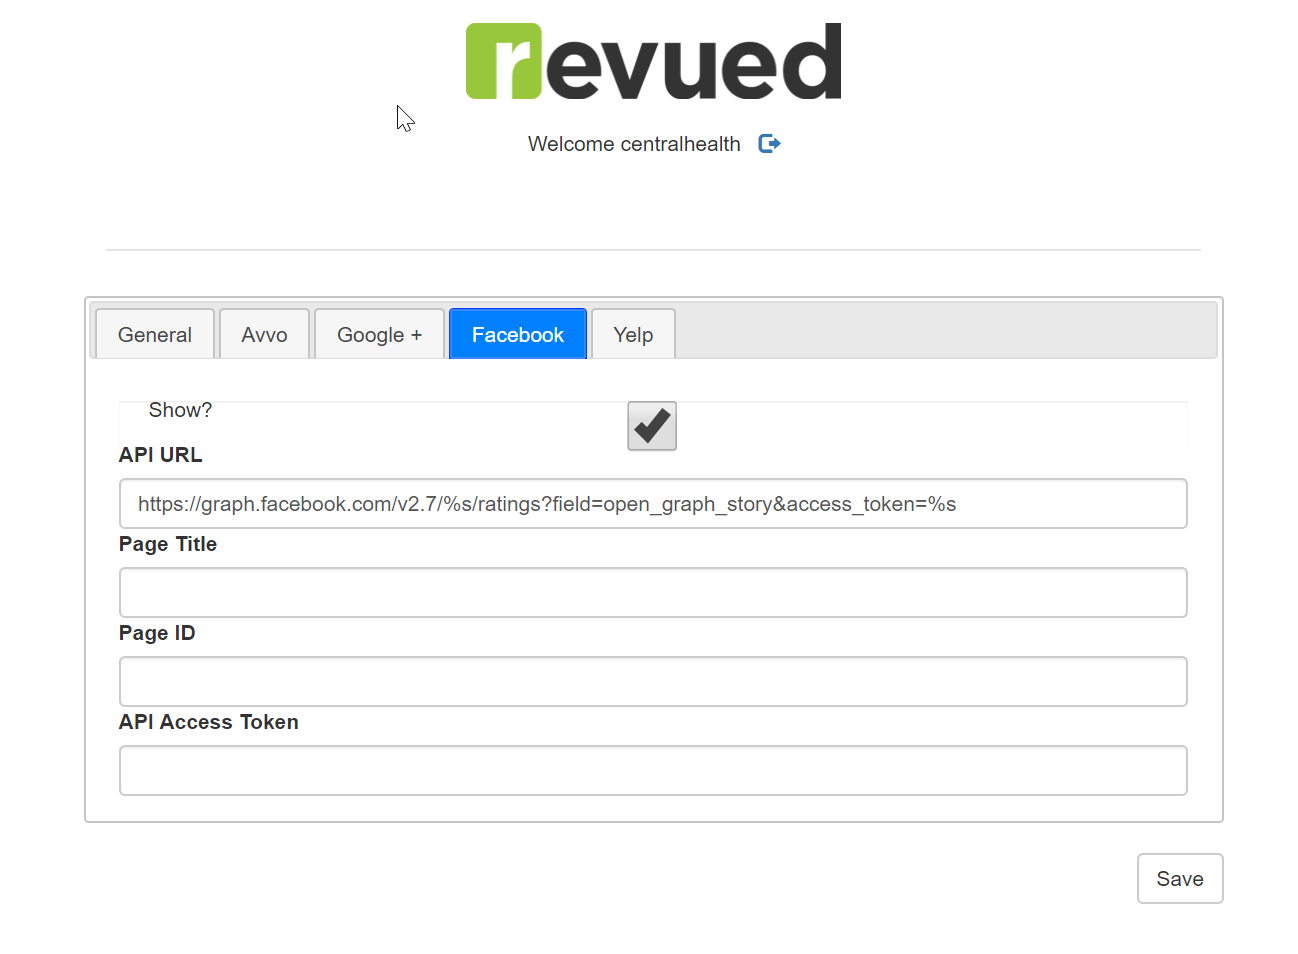 revued
Welcome centralhealth
General Avvo Google + Facebook Yelp
Show?
API URL
https://graph.facebook.com/v2.7/%s/ratings?field=open_graph_story&access_token=%s
Page Title
Page ID
API Access Token
Save